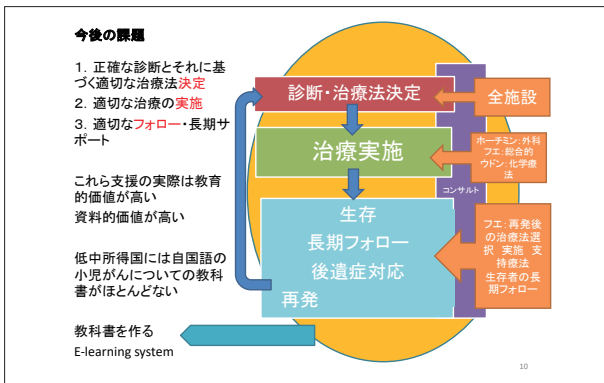 今後の課題
1. 正確な診断とそれに基
づく適切な治療法決定
2. 適切な治療の実施
3. 適切なフォロー・長期サ
ポート
これら支援の実際は教育
的価値が高い
資料的価値が高い
低中所得国には自国語の
小児がんについての教科
書がほとんどない
教科書を作る
E-learning system
診断・治療法決定
治療実施
生存
長期フォロー
後遺症対応
再発
コンサルト
全施設
ホーチミン:外科
フエ:総合的
ウドン:化学療
法
フエ:再発後
の治療法選
択 実施 支
持療法
生存者の長
期フォロー
10